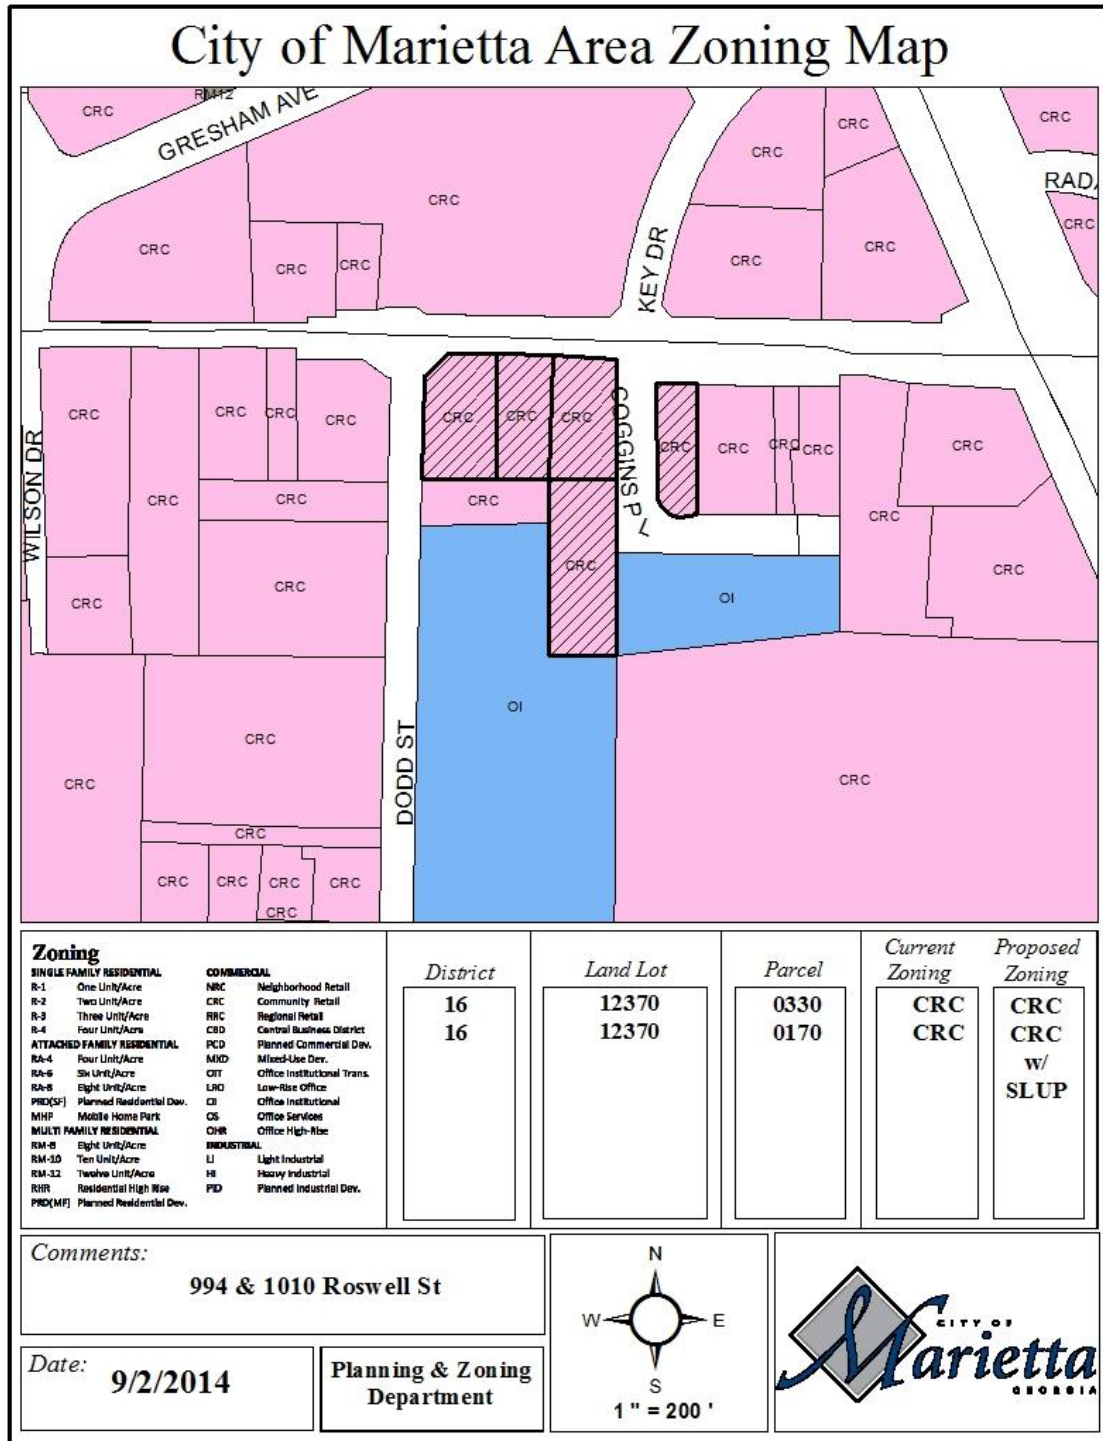 City of Marietta Area Zoning Map
RM12
CRC
GRESHAM AVE
CRC
CRC
CRC
CRC
RAD
CRC
CRC
CRC
CRC
CRC
CRC
CRC
KEY DR
CRC
CRC
CRC
CRC
CRC
CRC
CRC
COGGINS PL
CRC
CRC
CRC
CRC
CRC
WILSON DR
CRC
CRC
CRC
CRC
CRC
CRC
CRC
CRC
OI
OI
CRC
CRC
CRC
DODD ST
CRC
CRC
CRC
CRC
CRC
CRC
Zoning
SINGLE FAMILY RESIDENTIAL
R-1 One Unit/Acre
R-2 Two Unit/Acre
R-3 Three Unit/Acre
R-4 Four Unit/Acre
ATTACHED FAMILY RESIDENTIAL
RA-4 Four Unit/Acre
RA-6 Six Unit/Acre
RA-8 Eight Unit/Acre
PRD(SF) Planned Residential Dev.
MHP Mobile Home Park
MULTI FAMILY RESIDENTIAL
RM-8 Eight Unit/Acre
RM-10 Ten Unit/Acre
RM-12 Twelve Unit/Acre
RHR Residential High Rise
PRD(MF) Planned Residential Dev.
COMMERCIAL
NRC Neighborhood Retail
CRC Community Retail
RRC Regional Retail
CBD Central Business District
PCD Planned Commercial Dev.
MXD Mixed-Use Dev.
OIT Office Institutional Trans.
LRO Low-Rise Office
OI Office Institutional
OS Office Services
OHR Office High-Rise
INDUSTRIAL
LI Light Industrial
HI Heavy Industrial
PID Planned Industrial Dev.
District
16
16
Land Lot
12370
12370
Parcel
0330
0170
Current
Zoning
CRC
CRC
Proposed
Zoning
CRC
CRC
w/
SLUP
Comments:
994 & 1010 Roswell St
Date:
9/2/2014
Planning & Zoning
Department
N
W E
S
1 " = 200 '
CITY OF
Marietta
GEORGIA